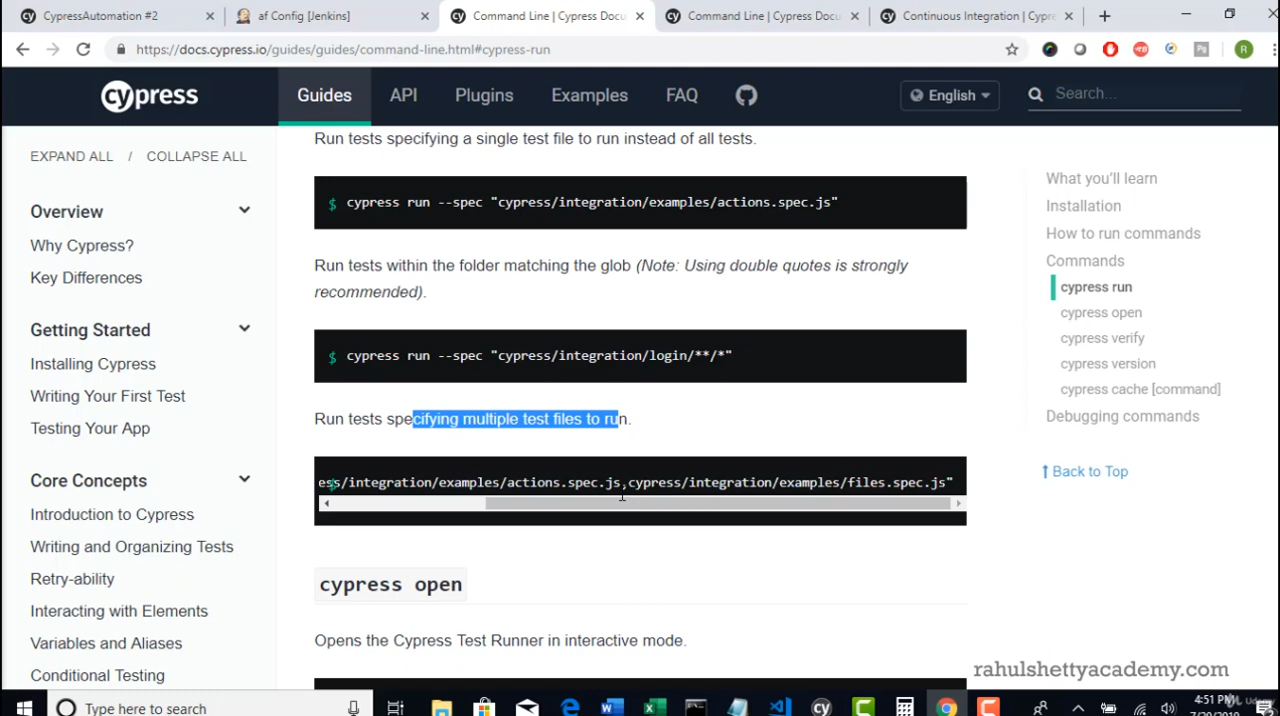 CypressAutomation #2
af Config [Jenkins]
Command Line | Cypress Docu
Command Line | Cypress Docu
Continuous Integration | Cypre
https://docs.cypress.io/guides/guides/command-line.html#cypress-run
R
cypress
Guides
API
Plugins
Examples
FAQ
English
Search...
EXPAND ALL / COLLAPSE ALL
Overview
Why Cypress?
Key Differences
Getting Started
Installing Cypress
Writing Your First Test
Testing Your App
Core Concepts
Introduction to Cypress
Writing and Organizing Tests
Retry-ability
Interacting with Elements
Variables and Aliases
Conditional Testing
Run tests specifying a single test file to run instead of all tests.
$ cypress run --spec "cypress/integration/examples/actions.spec.js"
Run tests within the folder matching the glob (Note: Using double quotes is strongly
recommended).
$ cypress run --spec "cypress/integration/login/**/*"
Run tests specifying multiple test files to run.
ess/integration/examples/actions.spec.js,cypress/integration/examples/files.spec.js"
cypress open
Opens the Cypress Test Runner in interactive mode.
What you'll learn
Installation
How to run commands
Commands
cypress run
cypress open
cypress verify
cypress version
cypress cache [command]
Debugging commands
Back to Top
rahulshettyacademy.com
Type here to search
4:51 PM